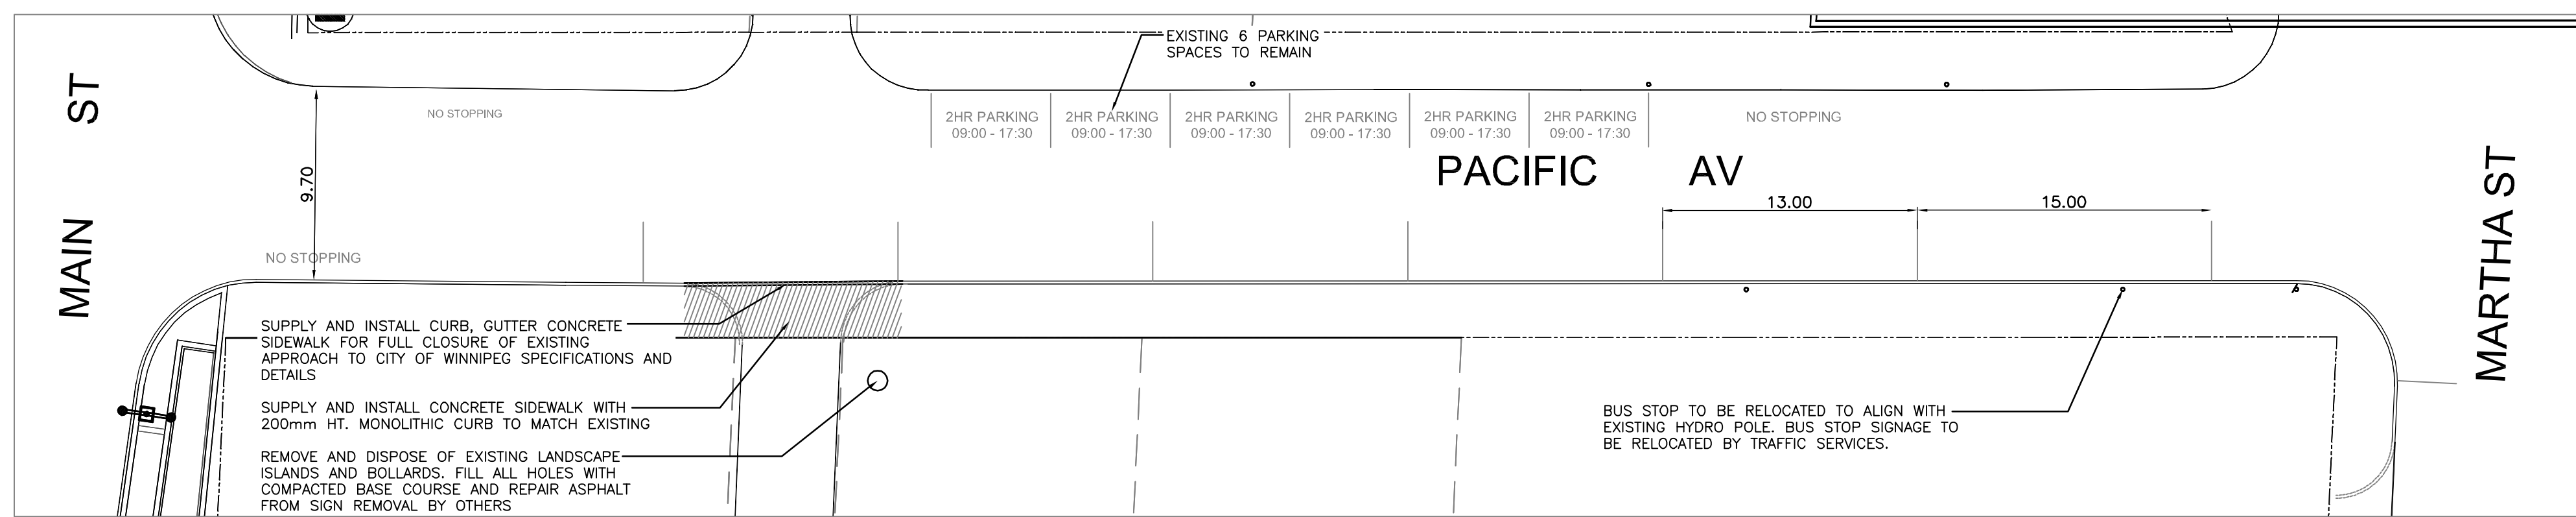 EXISTING 6 PARKING
SPACES TO REMAIN
MAIN ST
NO STOPPING
2HR PARKING
09:00 - 17:30
2HR PARKING
09:00 - 17:30
2HR PARKING
09:00 - 17:30
2HR PARKING
09:00 - 17:30
2HR PARKING
09:00 - 17:30
2HR PARKING
09:00 - 17:30
NO STOPPING
PACIFIC AV
9.70
13.00
15.00
MARTHA ST
NO STOPPING
SUPPLY AND INSTALL CURB, GUTTER CONCRETE
SIDEWALK FOR FULL CLOSURE OF EXISTING
APPROACH TO CITY OF WINNIPEG SPECIFICATIONS AND
DETAILS
SUPPLY AND INSTALL CONCRETE SIDEWALK WITH
200mm HT. MONOLITHIC CURB TO MATCH EXISTING
REMOVE AND DISPOSE OF EXISTING LANDSCAPE
ISLANDS AND BOLLARDS. FILL ALL HOLES WITH
COMPACTED BASE COURSE AND REPAIR ASPHALT
FROM SIGN REMOVAL BY OTHERS
BUS STOP TO BE RELOCATED TO ALIGN WITH
EXISTING HYDRO POLE. BUS STOP SIGNAGE TO
BE RELOCATED BY TRAFFIC SERVICES.